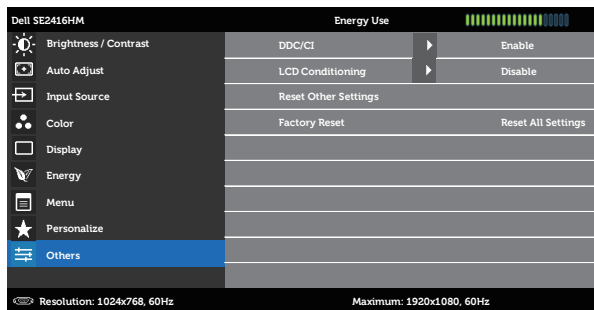 Dell SE2416HM Energy Use
Brightness / Contrast DDC/CI Enable
Auto Adjust LCD Conditioning Disable
Input Source Reset Other Settings
Color Factory Reset Reset All Settings
Display
Energy
Menu
Personalize
Others
Resolution: 1024x768, 60Hz Maximum: 1920x1080, 60Hz